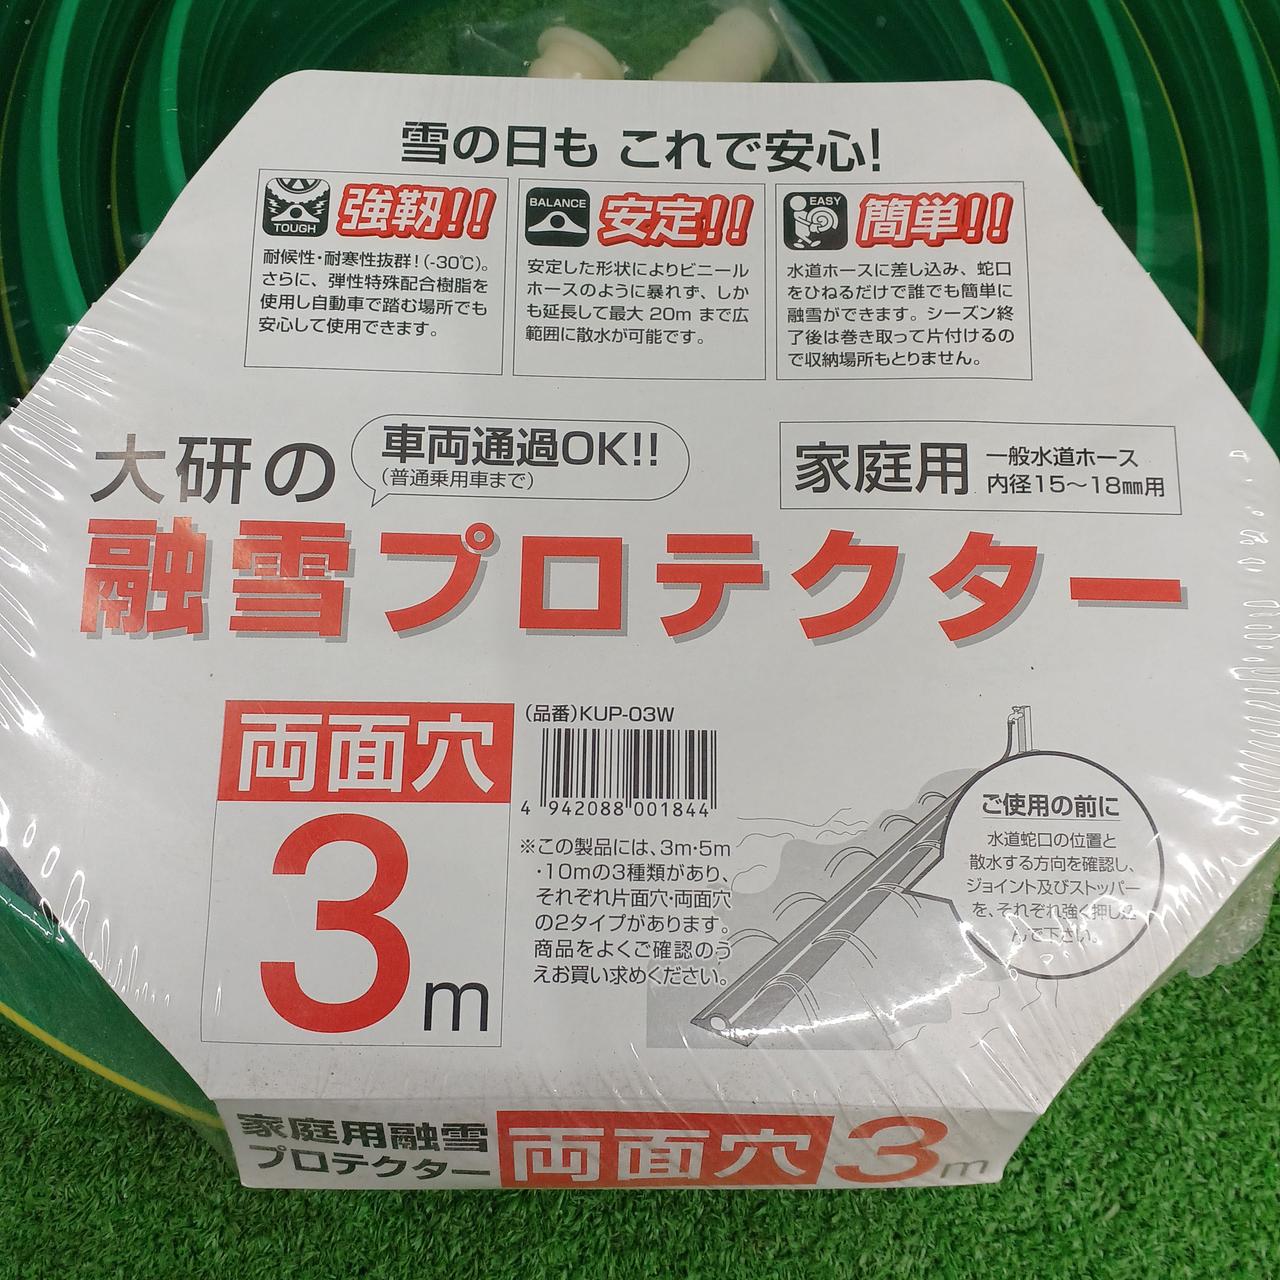 雪の日も これで安心!
TOUGH
強靱!!
耐候性・耐寒性抜群!(-30℃)。
さらに、弾性特殊配合樹脂を
使用し自動車で踏む場所でも
安心して使用できます。
BALANCE
安定!!
安定した形状によりビニール
ホースのように暴れず、しか
も延長して最大 20m まで広
範囲に散水が可能です。
EASY
簡単!!
水道ホースに差し込み、蛇口
をひねるだけで誰でも簡単に
融雪ができます。シーズン終
了後は巻き取って片付けるの
で収納場所もとりません。
大研の
車両通過OK!!
(普通乗用車まで)
家庭用
一般水道ホース
内径15～18㎜用
融雪プロテクター
両面穴
3m
(品番)KUP-03W
4 942088 001844
※この製品には、3m・5m
・10mの3種類があり、
それぞれ片面穴・両面穴
の2タイプがあります。
商品をよくご確認のう
えお買い求めください。
ご使用の前に
水道蛇口の位置と
散水する方向を確認し、
ジョイント及びストッパー
を、それぞれ強く押し込
んで下さい。
家庭用融雪
プロテクター
両面穴 3m